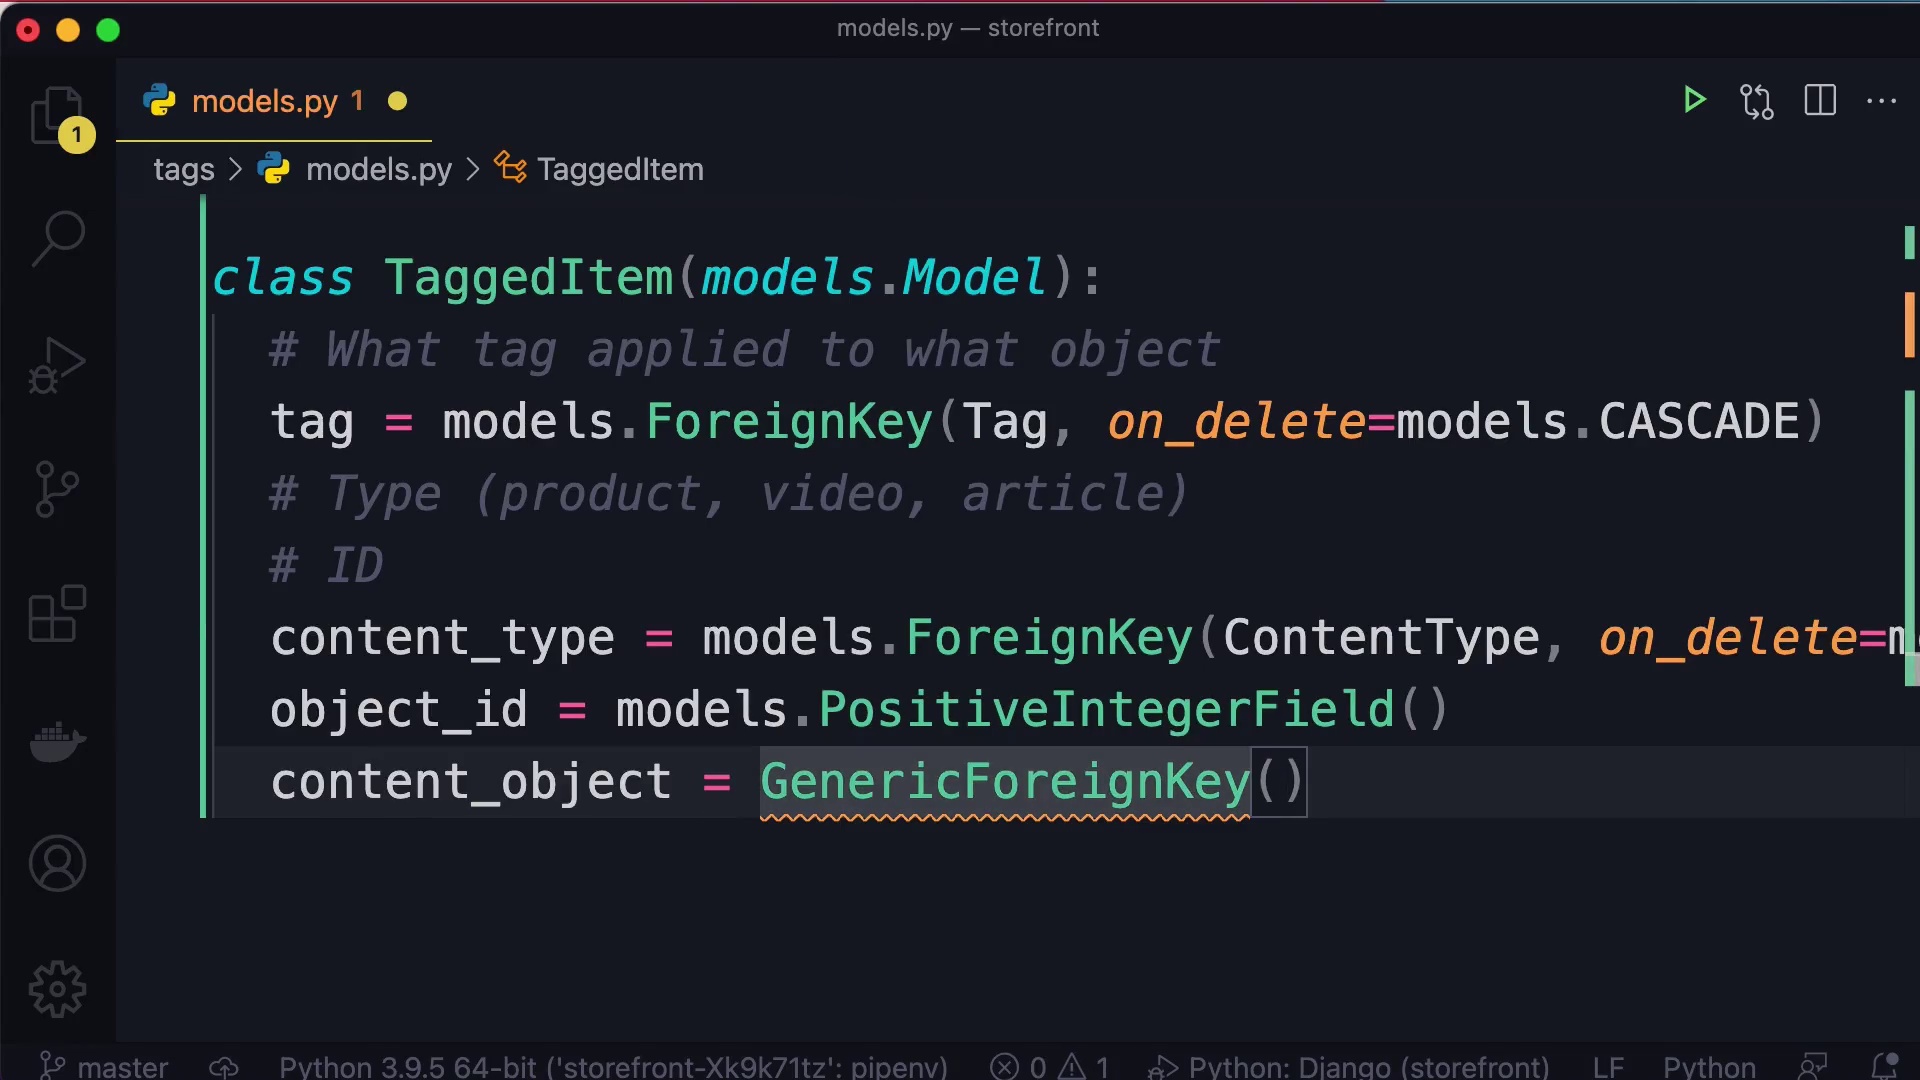 models.py — storefront
models.py 1
1
tags > models.py > TaggedItem
class TaggedItem(models.Model):
# What tag applied to what object
tag = models.ForeignKey(Tag, on_delete=models.CASCADE)
# Type (product, video, article)
# ID
content_type = models.ForeignKey(ContentType, on_delete=m
object_id = models.PositiveIntegerField()
content_object = GenericForeignKey()
master Python 3.9.5 64-bit ('storefront-Xk9k71tz': pipenv) 0 1 Python: Django (storefront) LF Python